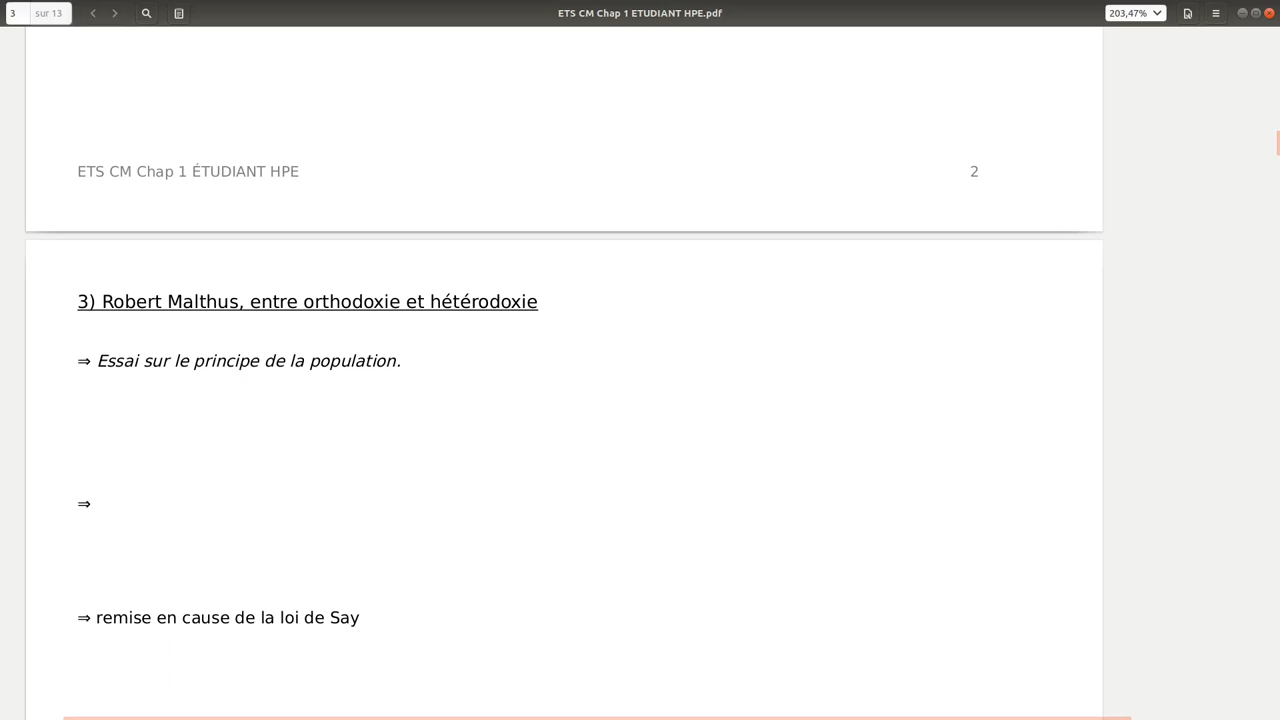 3 sur 13 ETS CM Chap 1 ETUDIANT HPE.pdf 203,47%
ETS CM Chap 1 ÉTUDIANT HPE 2
3) Robert Malthus, entre orthodoxie et hétérodoxie
⇒ Essai sur le principe de la population.
⇒
⇒ remise en cause de la loi de Say